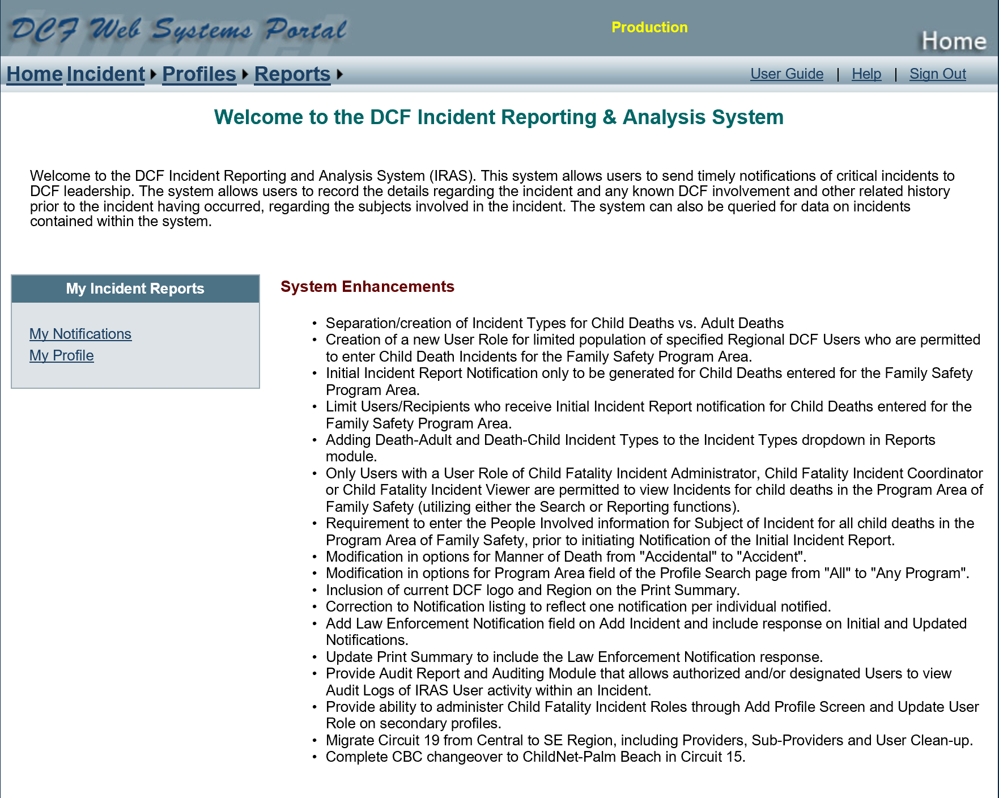 DCF Web Systems Portal
Production
Home
Home Incident Profiles Reports
User Guide | Help | Sign Out
Welcome to the DCF Incident Reporting & Analysis System
Welcome to the DCF Incident Reporting and Analysis System (IRAS). This system allows users to send timely notifications of critical incidents to
DCF leadership. The system allows users to record the details regarding the incident and any known DCF involvement and other related history
prior to the incident having occurred, regarding the subjects involved in the incident. The system can also be queried for data on incidents
contained within the system.
My Incident Reports
My Notifications
My Profile
System Enhancements
• Separation/creation of Incident Types for Child Deaths vs. Adult Deaths
• Creation of a new User Role for limited population of specified Regional DCF Users who are permitted
to enter Child Death Incidents for the Family Safety Program Area.
• Initial Incident Report Notification only to be generated for Child Deaths entered for the Family Safety
Program Area.
• Limit Users/Recipients who receive Initial Incident Report notification for Child Deaths entered for the
Family Safety Program Area.
• Adding Death-Adult and Death-Child Incident Types to the Incident Types dropdown in Reports
module.
• Only Users with a User Role of Child Fatality Incident Administrator, Child Fatality Incident Coordinator
or Child Fatality Incident Viewer are permitted to view Incidents for child deaths in the Program Area of
Family Safety (utilizing either the Search or Reporting functions).
• Requirement to enter the People Involved information for Subject of Incident for all child deaths in the
Program Area of Family Safety, prior to initiating Notification of the Initial Incident Report.
• Modification in options for Manner of Death from "Accidental" to "Accident".
• Modification in options for Program Area field of the Profile Search page from "All" to "Any Program".
• Inclusion of current DCF logo and Region on the Print Summary.
• Correction to Notification listing to reflect one notification per individual notified.
• Add Law Enforcement Notification field on Add Incident and include response on Initial and Updated
Notifications.
• Update Print Summary to include the Law Enforcement Notification response.
• Provide Audit Report and Auditing Module that allows authorized and/or designated Users to view
Audit Logs of IRAS User activity within an Incident.
• Provide ability to administer Child Fatality Incident Roles through Add Profile Screen and Update User
Role on secondary profiles.
• Migrate Circuit 19 from Central to SE Region, including Providers, Sub-Providers and User Clean-up.
• Complete CBC changeover to ChildNet-Palm Beach in Circuit 15.